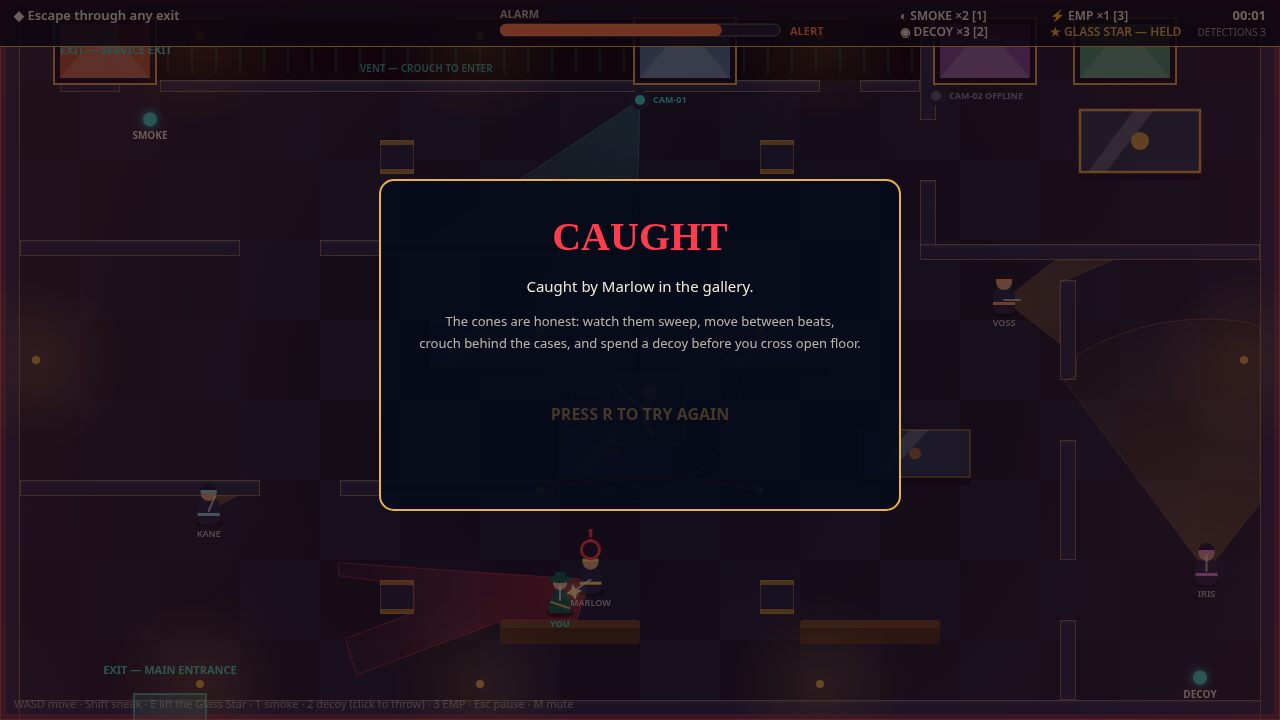 ◆ Escape through any exit
ALARM
ALERT
SMOKE ×2 [1]
⚡ EMP ×1 [3]
00:01
◉ DECOY ×3 [2]
★ GLASS STAR — HELD
DETECTIONS 3
EXIT — SERVICE EXIT
VENT — CROUCH TO ENTER
CAM-01
CAM-02 OFFLINE
SMOKE
CAUGHT
Caught by Marlow in the gallery.
The cones are honest: watch them sweep, move between beats,
crouch behind the cases, and spend a decoy before you cross open floor.
PRESS R TO TRY AGAIN
VOSS
KANE
!
MARLOW
YOU
IRIS
EXIT — MAIN ENTRANCE
DECOY
WASD move · Shift sneak · E lift the Glass Star · 1 smoke · 2 decoy (click to throw) · 3 EMP · Esc pause · M mute